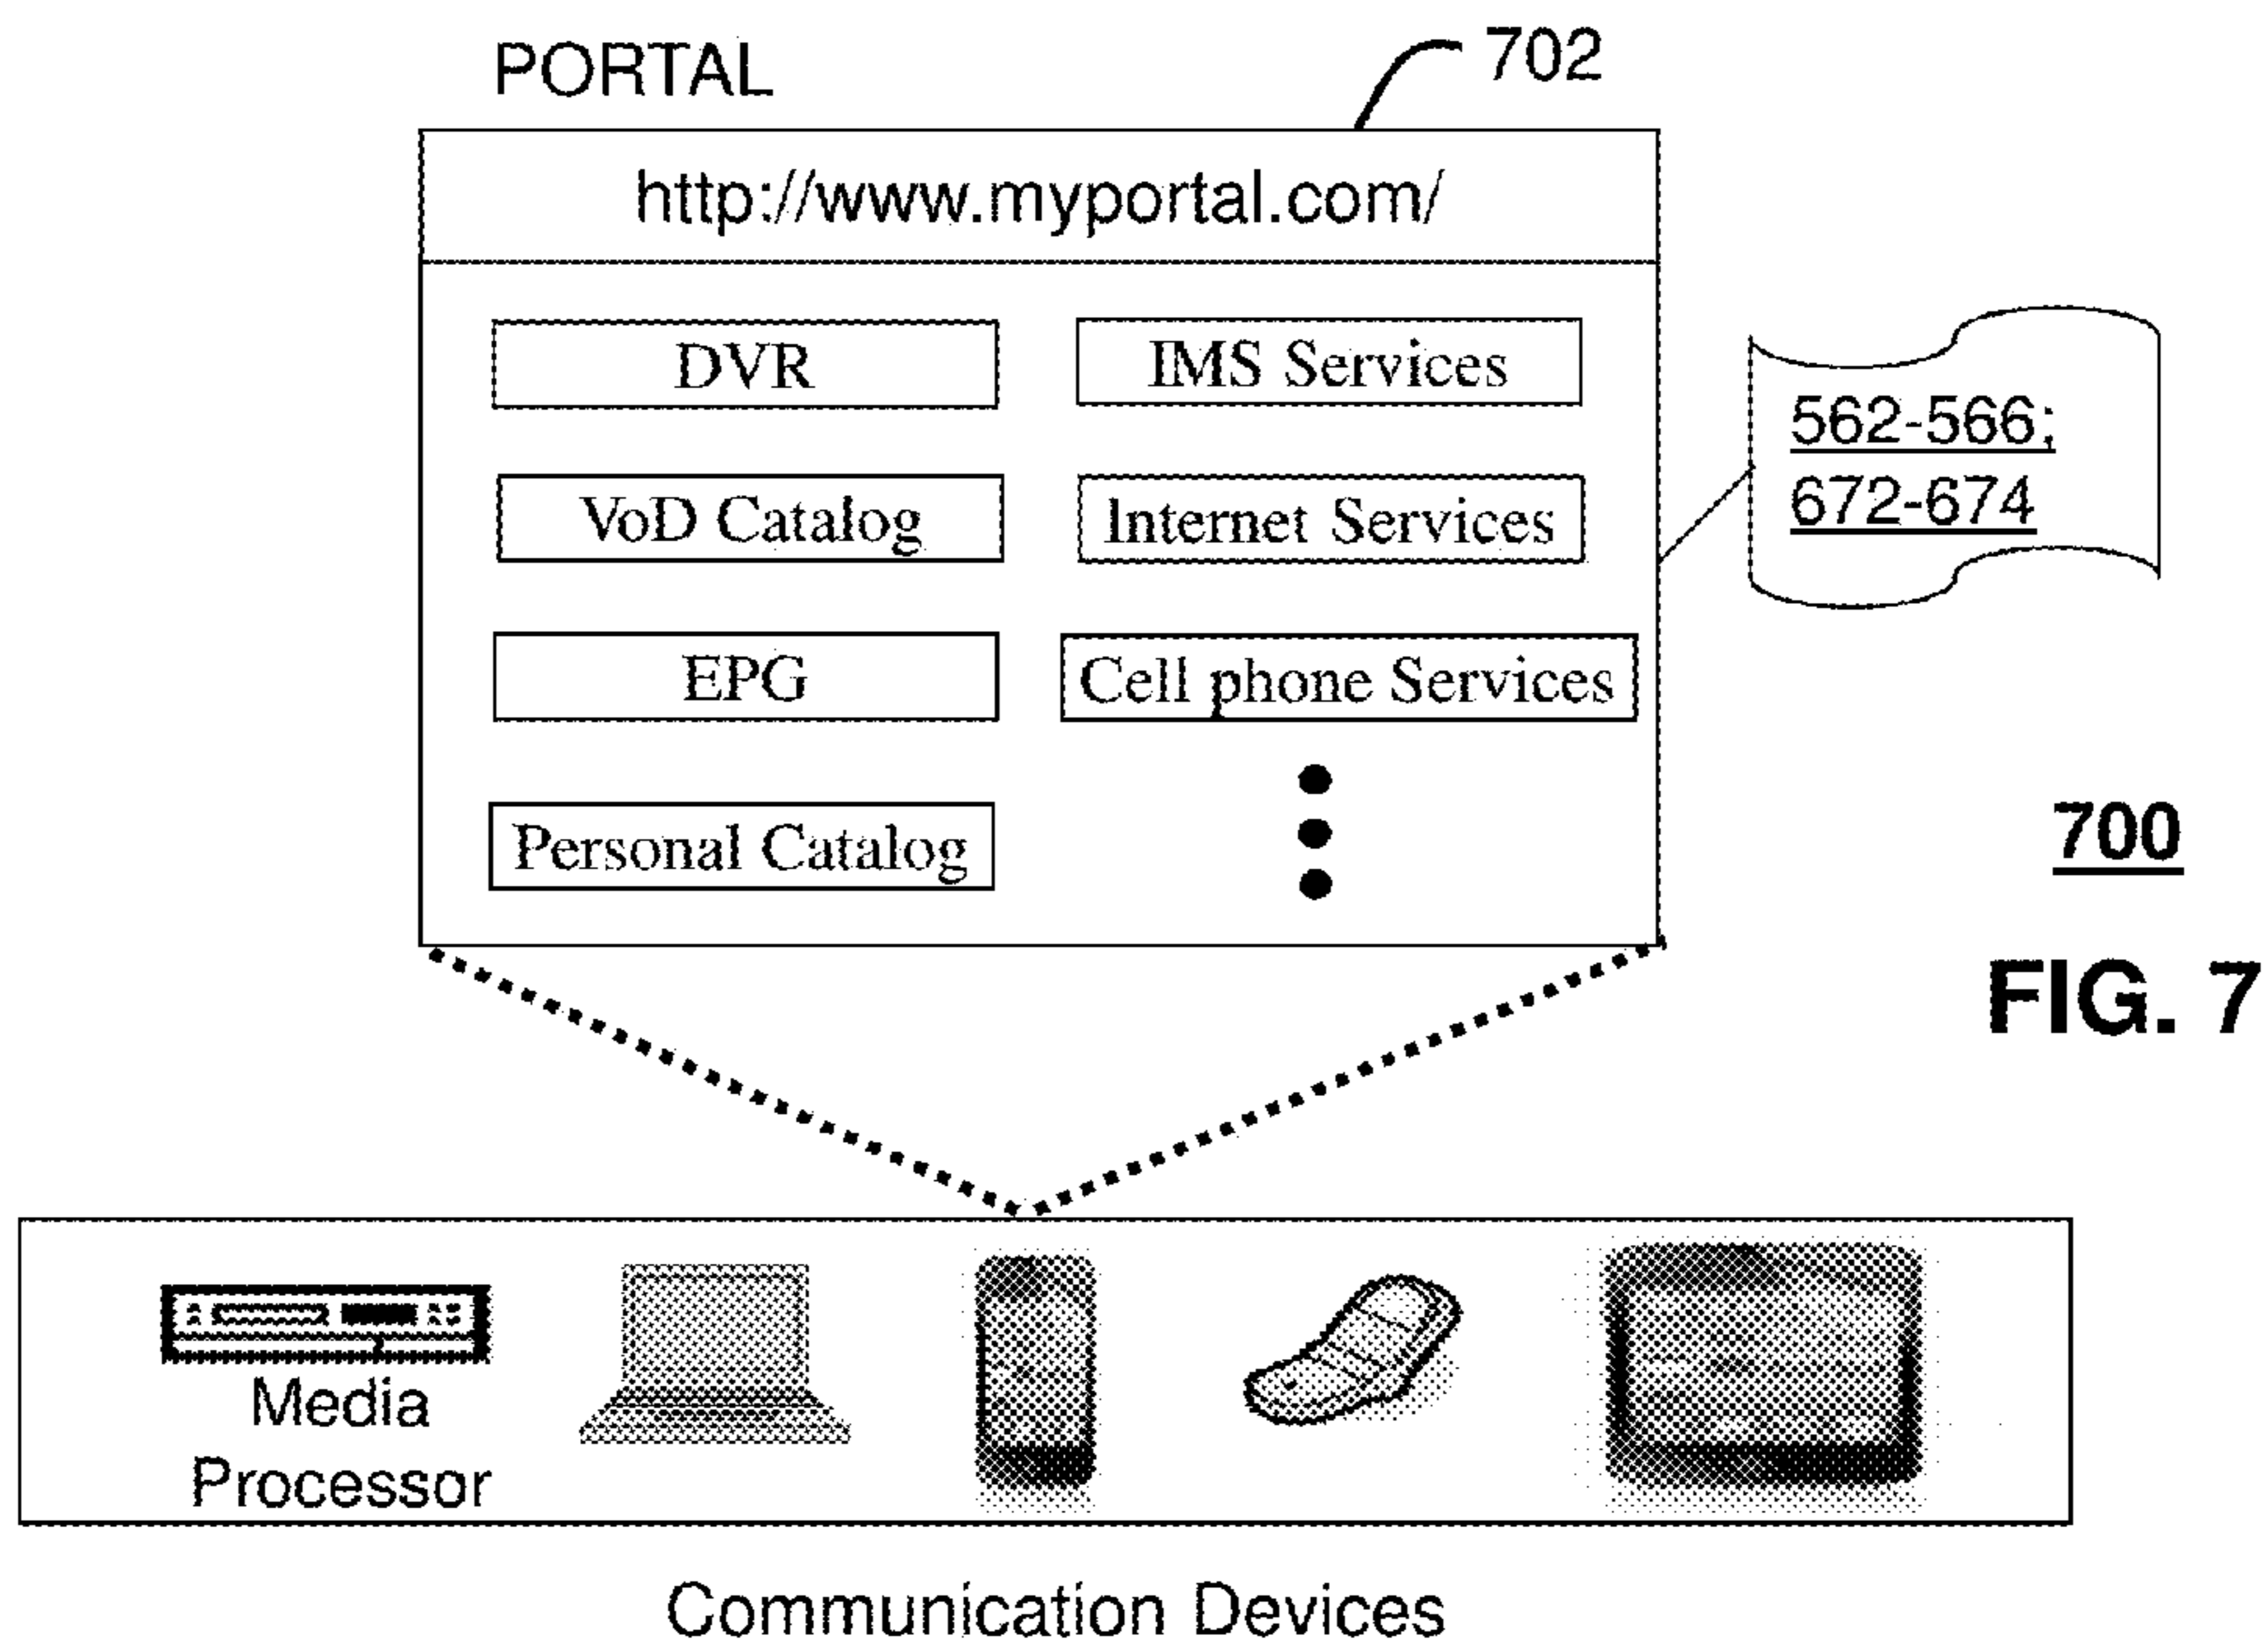 PORTAL
702
http://www.myportal.com/
DVR
IMS Services
VoD Catalog
Internet Services
EPG
Cell phone Services
Personal Catalog
562-566;
672-674
700
FIG. 7
Media
Processor
Communication Devices